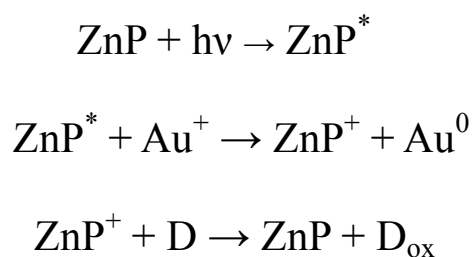 ZnP + hν → ZnP*
ZnP* + Au⁺ → ZnP⁺ + Au⁰
ZnP⁺ + D → ZnP + Dₒₓ